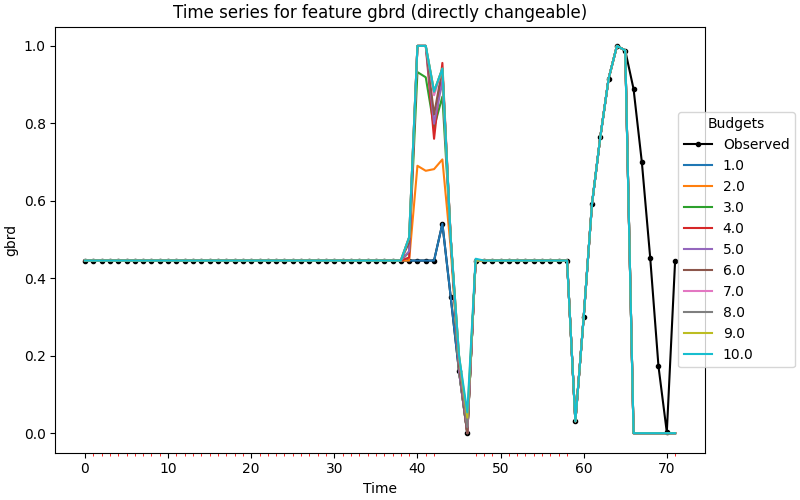 Time series for feature gbrd (directly changeable)
1.0
0.8
0.6
0.4
0.2
0.0
gbrd
0 10 20 30 40 50 60 70
Time
Budgets
Observed
1.0
2.0
3.0
4.0
5.0
6.0
7.0
8.0
9.0
10.0